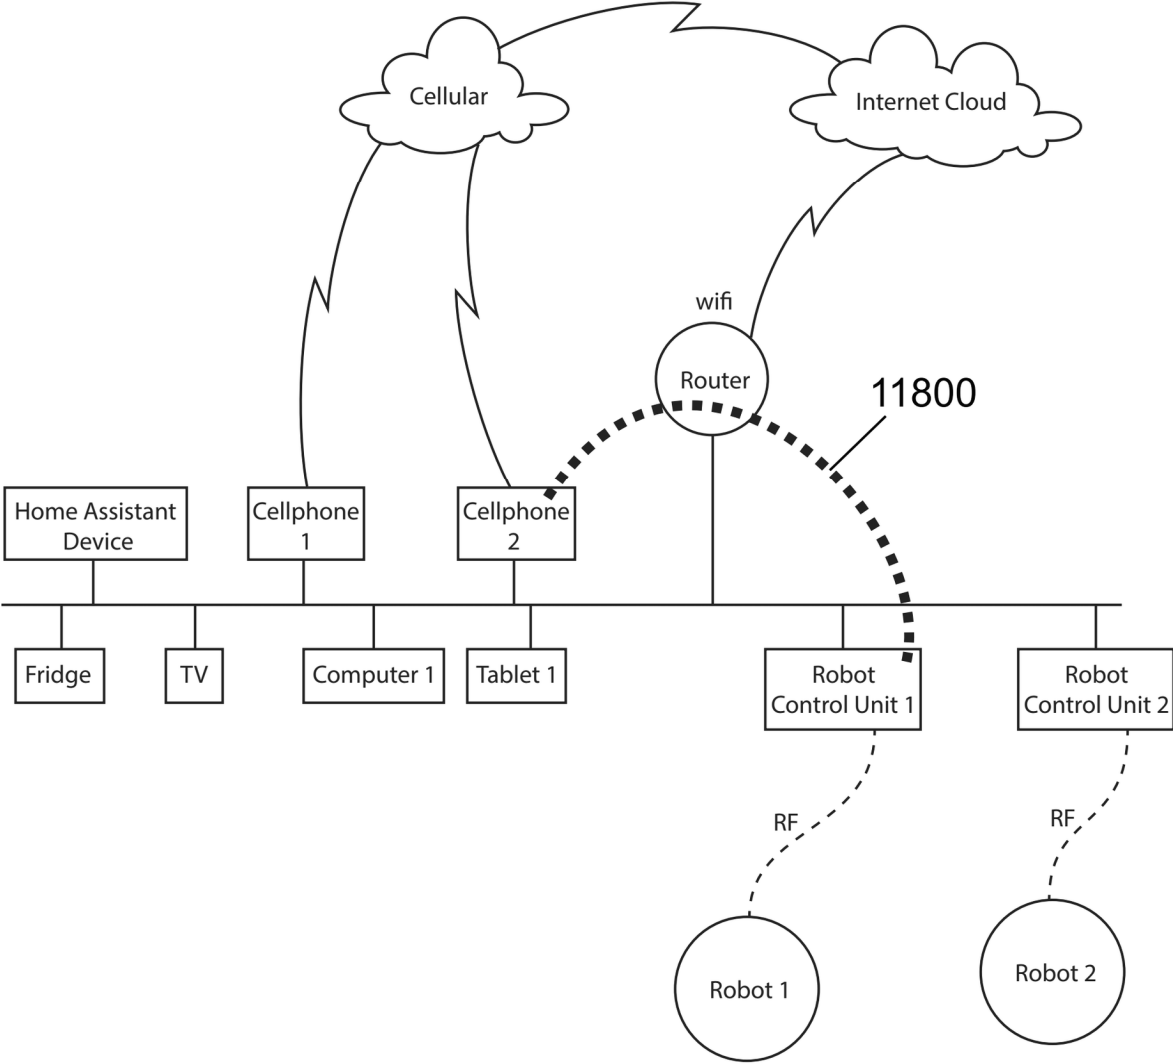 Cellular
Internet Cloud
wifi
Router
11800
Home Assistant
Device
Cellphone
1
Cellphone
2
Fridge
TV
Computer 1
Tablet 1
Robot
Control Unit 1
Robot
Control Unit 2
RF
RF
Robot 1
Robot 2